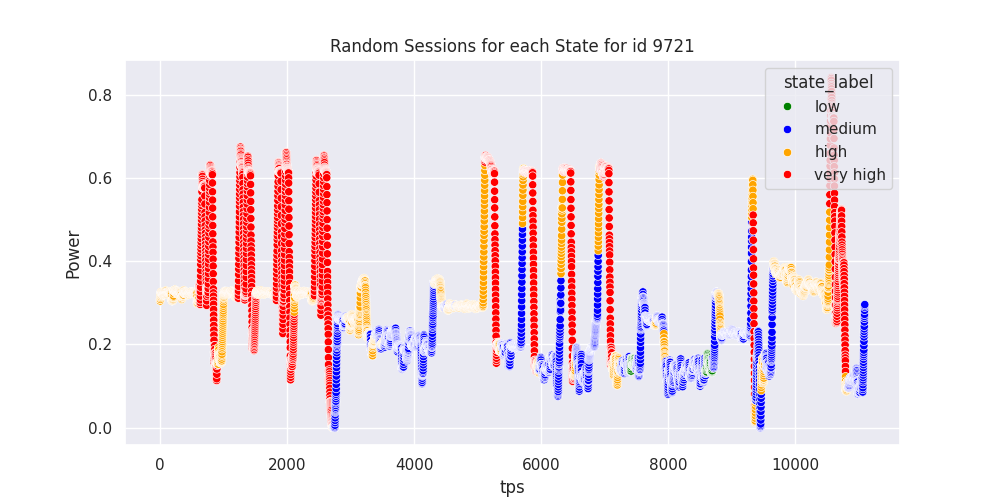 Random Sessions for each State for id 9721
state_label
low
medium
high
very high
Power
0.8
0.6
0.4
0.2
0.0
0 2000 4000 6000 8000 10000
tps